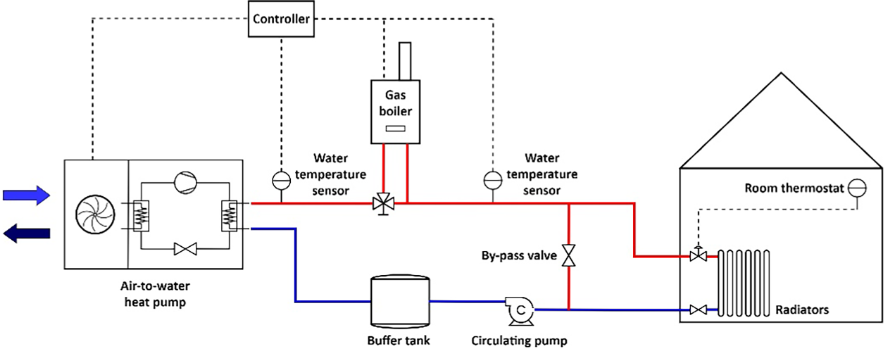 Controller
Gas
boiler
Water
temperature
sensor
Water
temperature
sensor
Room thermostat
By-pass valve
Air-to-water
heat pump
C
Radiators
Buffer tank
Circulating pump